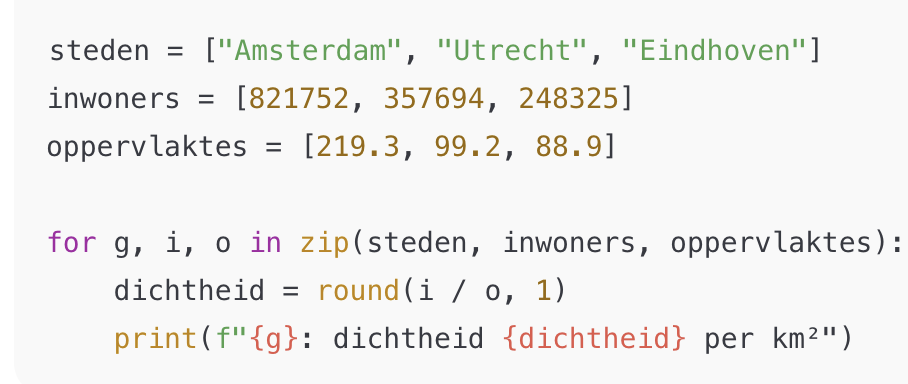 steden = ["Amsterdam", "Utrecht", "Eindhoven"]
inwoners = [821752, 357694, 248325]
oppervlaktes = [219.3, 99.2, 88.9]

for g, i, o in zip(steden, inwoners, oppervlaktes):
    dichtheid = round(i / o, 1)
    print(f"{g}: dichtheid {dichtheid} per km²")